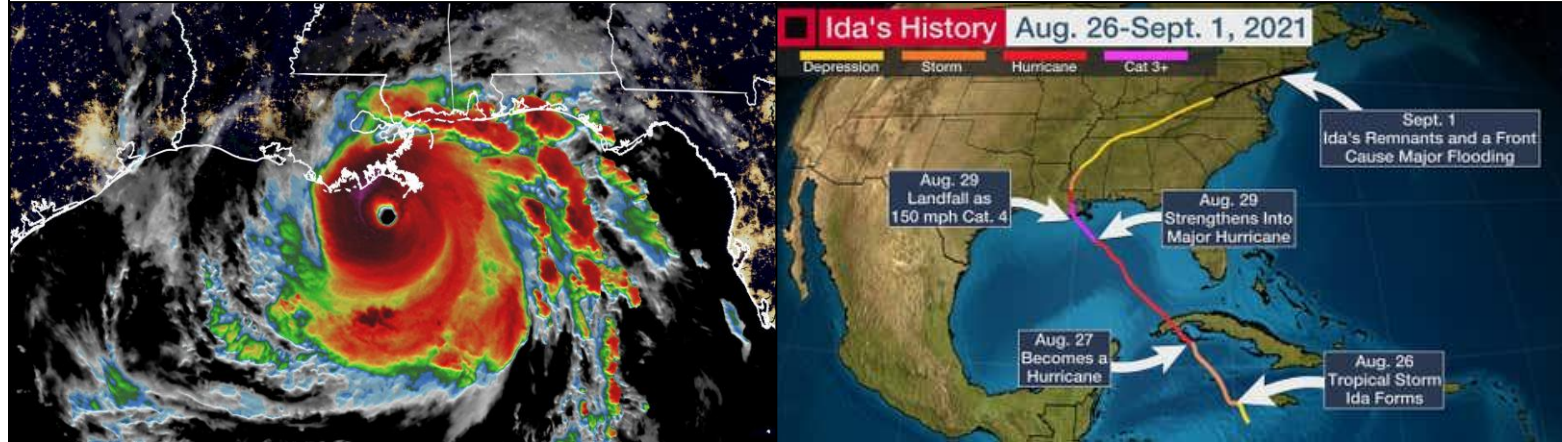 Ida's History Aug. 26-Sept. 1, 2021
Depression Storm Hurricane Cat 3+
Sept. 1
Ida's Remnants and a Front
Cause Major Flooding
Aug. 29
Landfall as
150 mph Cat. 4
Aug. 29
Strengthens Into
Major Hurricane
Aug. 27
Becomes a
Hurricane
Aug. 26
Tropical Storm
Ida Forms